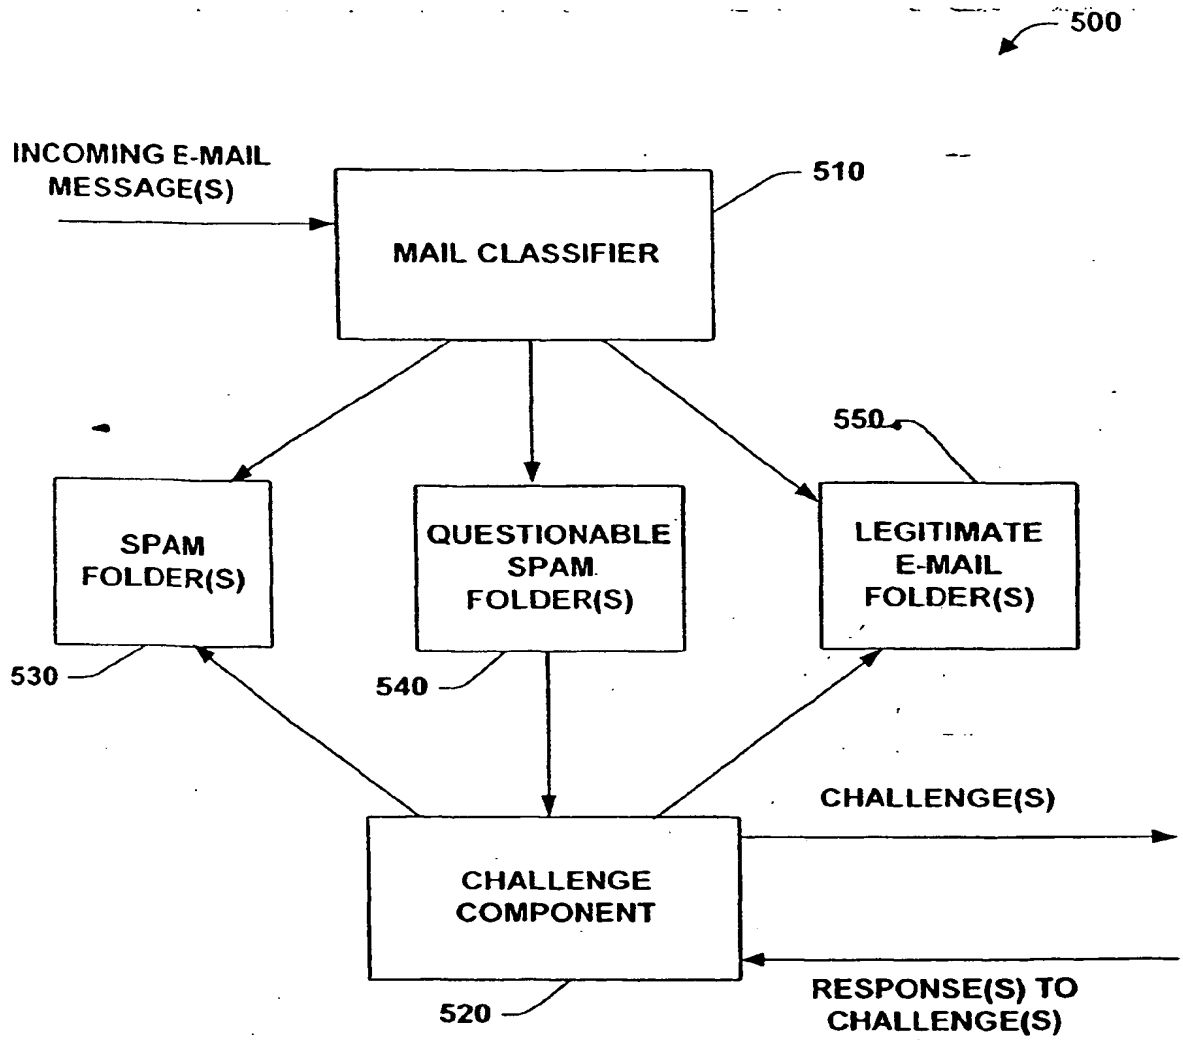 500
INCOMING E-MAIL
MESSAGE(S)
510
MAIL CLASSIFIER
550
SPAM
FOLDER(S)
QUESTIONABLE
SPAM
FOLDER(S)
LEGITIMATE
E-MAIL
FOLDER(S)
530
540
CHALLENGE(S)
CHALLENGE
COMPONENT
RESPONSE(S) TO
CHALLENGE(S)
520